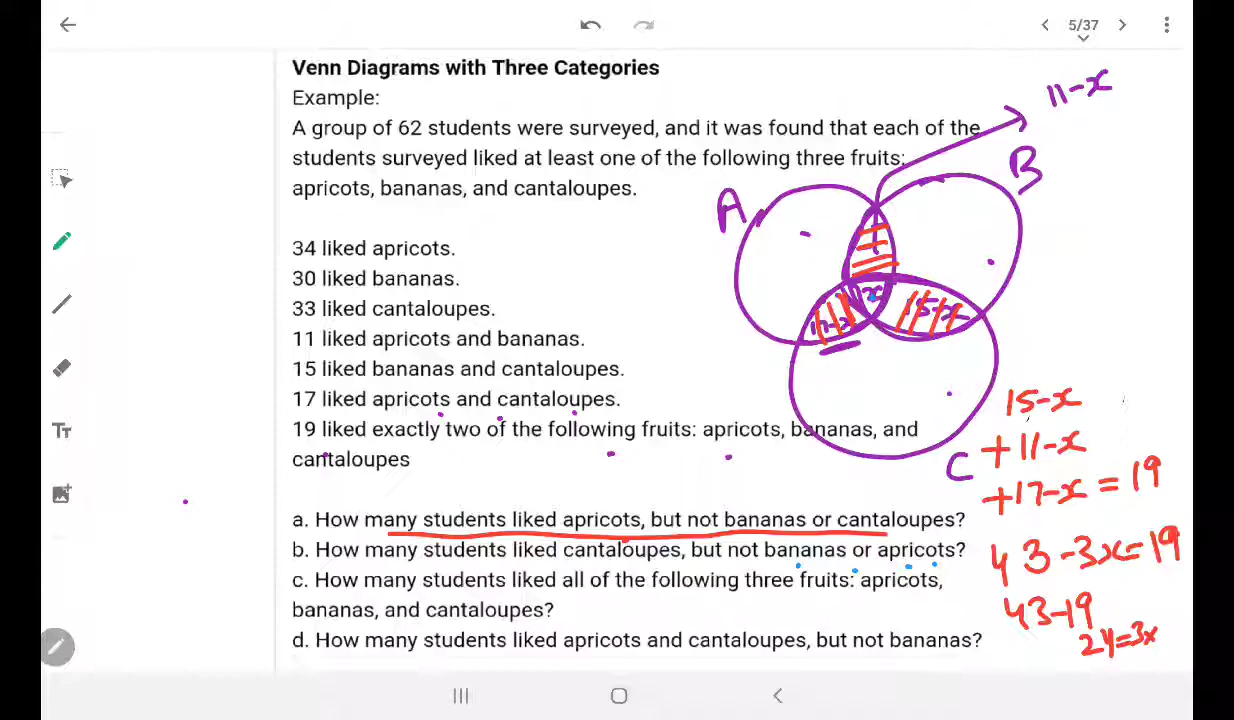 5/37
Venn Diagrams with Three Categories
Example:
A group of 62 students were surveyed, and it was found that each of the
students surveyed liked at least one of the following three fruits:
apricots, bananas, and cantaloupes.
11-x
A
B
34 liked apricots.
30 liked bananas.
33 liked cantaloupes.
11 liked apricots and bananas.
15 liked bananas and cantaloupes.
17 liked apricots and cantaloupes.
19 liked exactly two of the following fruits: apricots, bananas, and
cantaloupes
x
15-x
17-x
C
15-x
+11-x
+17-x=19
43-3x=19
43-19
24=3x
a. How many students liked apricots, but not bananas or cantaloupes?
b. How many students liked cantaloupes, but not bananas or apricots?
c. How many students liked all of the following three fruits: apricots,
bananas, and cantaloupes?
d. How many students liked apricots and cantaloupes, but not bananas?
Tт